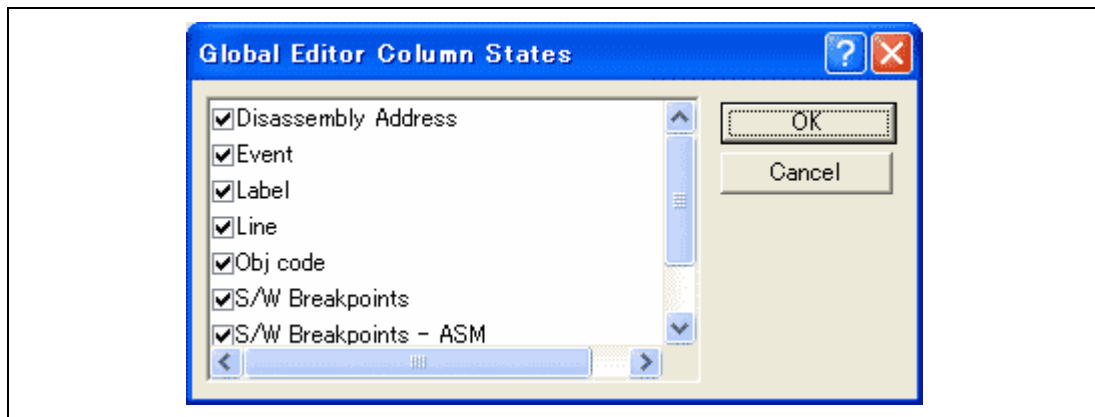 Global Editor Column States
Disassembly Address
Event
Label
Line
Obj code
S/W Breakpoints
S/W Breakpoints - ASM
OK
Cancel